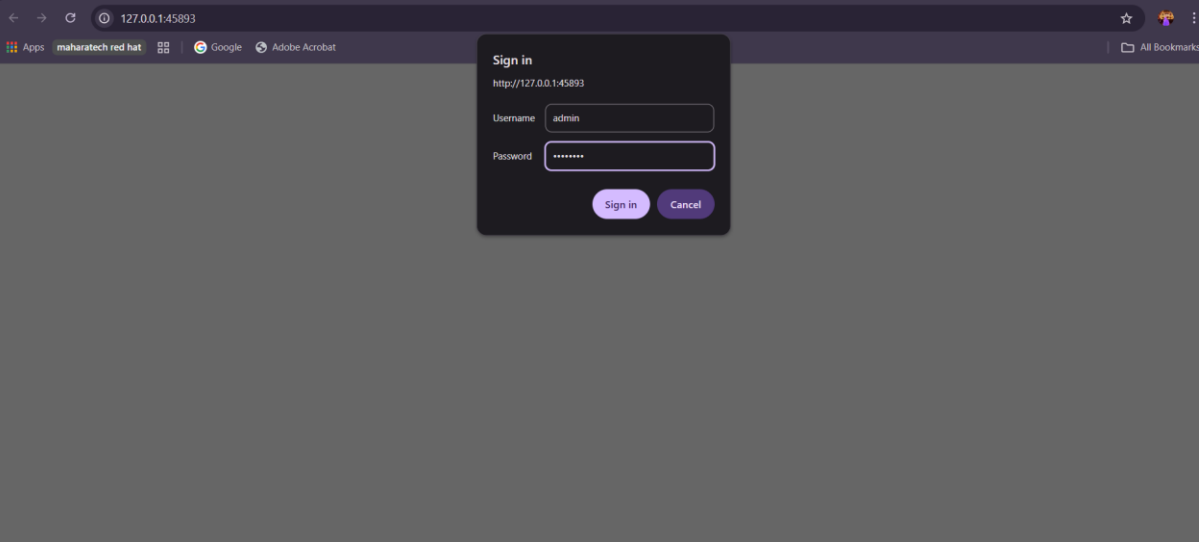 127.0.0.1:45893
Apps maharatech red hat Google Adobe Acrobat All Bookmarks
Sign in
http://127.0.0.1:45893
Username admin
Password ••••••••
Sign in Cancel